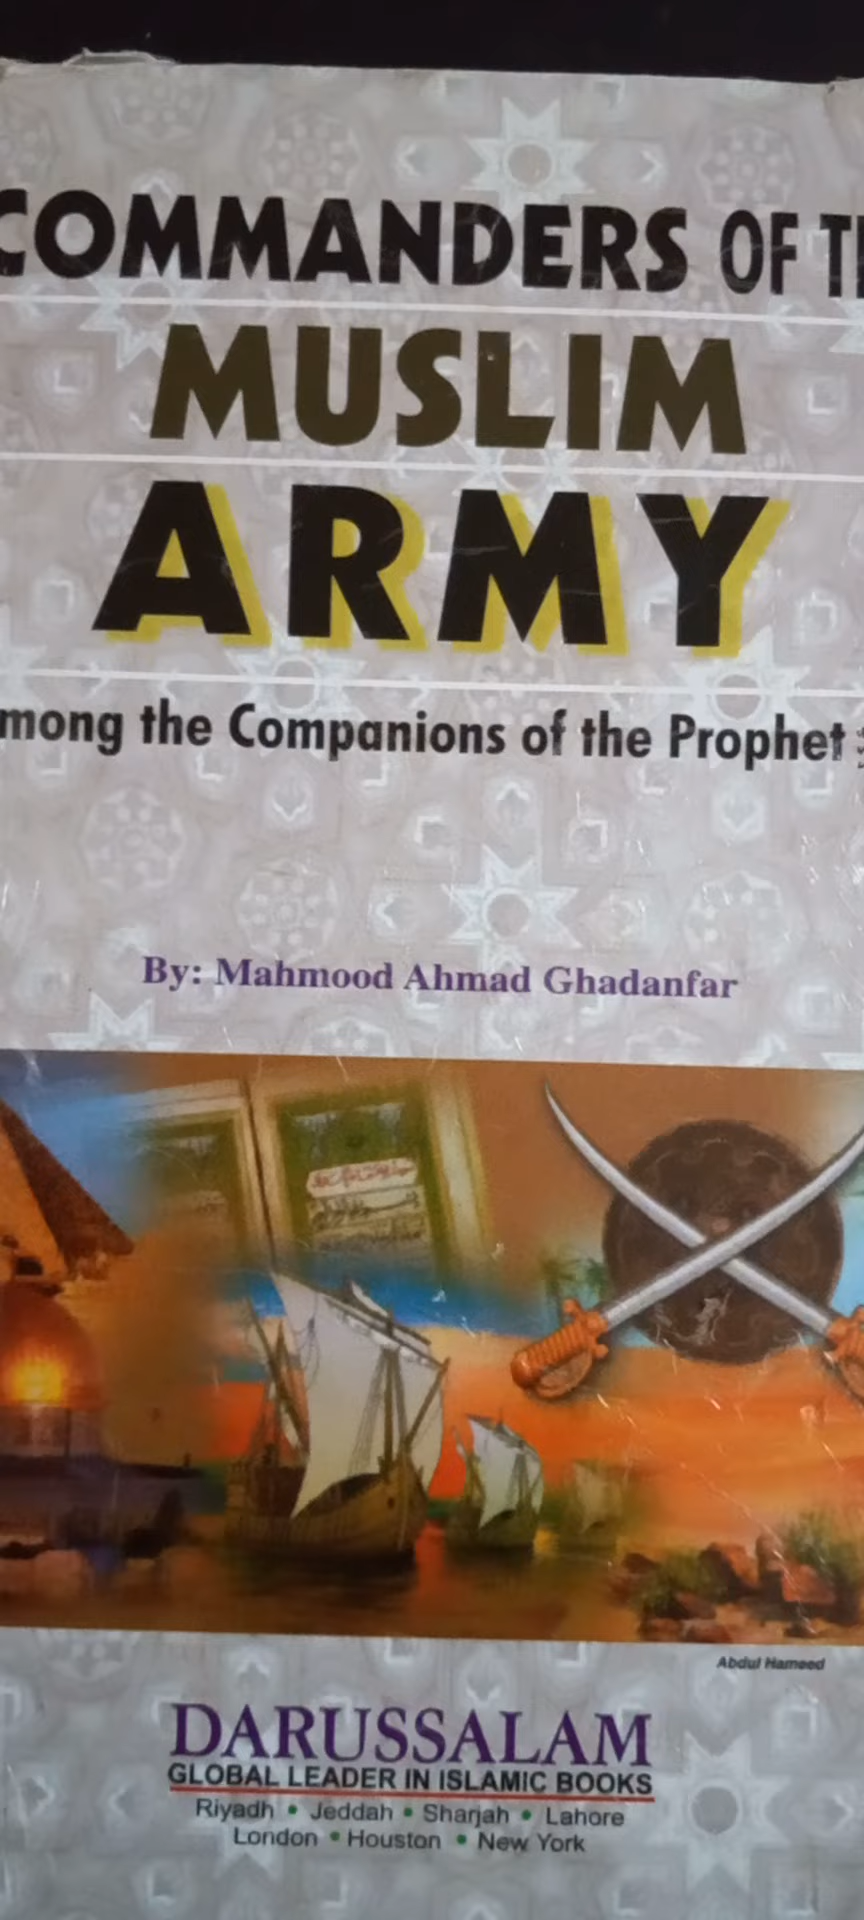 COMMANDERS OF TH
MUSLIM
ARMY
mong the Companions of the Prophet
By: Mahmood Ahmad Ghadanfar
Abdul Hameed
DARUSSALAM
GLOBAL LEADER IN ISLAMIC BOOKS
Riyadh • Jeddah • Sharjah • Lahore
London • Houston • New York